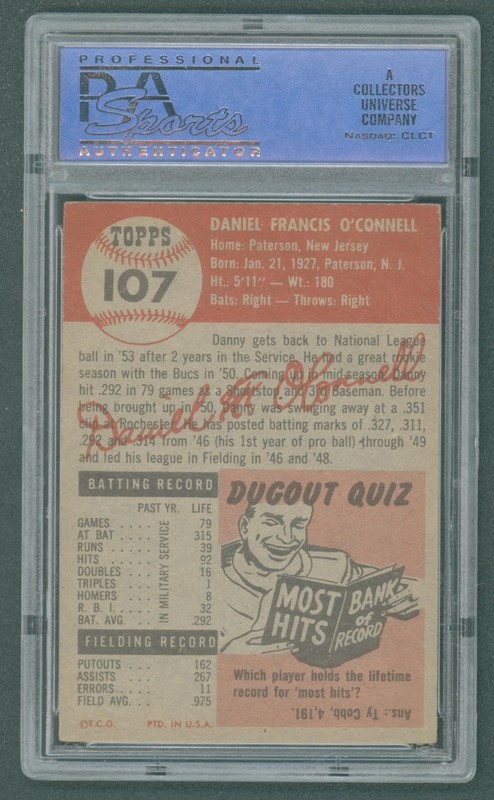 PROFESSIONAL
PSA
Sports
AUTHENTICATOR
A
COLLECTORS
UNIVERSE
COMPANY
NASDAQ: CLCT
TOPPS
107
DANIEL FRANCIS O'CONNELL
Home: Paterson, New Jersey
Born: Jan. 21, 1927, Paterson, N. J.
Ht.: 5'11" — Wt.: 180
Bats: Right — Throws: Right
Danny gets back to National League
ball in '53 after 2 years in the Service. He had a great rookie
season with the Bucs in '50. Coming up in mid-season, Danny
hit .292 in 79 games as a Shortstop and 3rd Baseman. Before
being brought up in '50, Danny was swinging away at a .351
clip at Rochester. He has posted batting marks of .327, .311,
.292 and .314 from '46 (his 1st year of pro ball) through '49
and led his league in Fielding in '46 and '48.
Daniel F. O'Connell
BATTING RECORD
PAST YR. LIFE
GAMES . . . . 79
AT BAT . . . . 315
RUNS . . . . 39
HITS . . . . 92
DOUBLES . . . 16
TRIPLES . . . 1
HOMERS . . . 8
R. B. I. . . . . 32
BAT. AVG. . . .292
IN MILITARY SERVICE
FIELDING RECORD
PUTOUTS . . . 162
ASSISTS . . . 267
ERRORS . . . . 11
FIELD AVG. . . .975
©T.C.G. PTD. IN U.S.A.
DUGOUT QUIZ
MOST
HITS
BANK
OF
RECORD
Which player holds the lifetime
record for 'most hits'?
Ans.: Ty Cobb, 4,191.